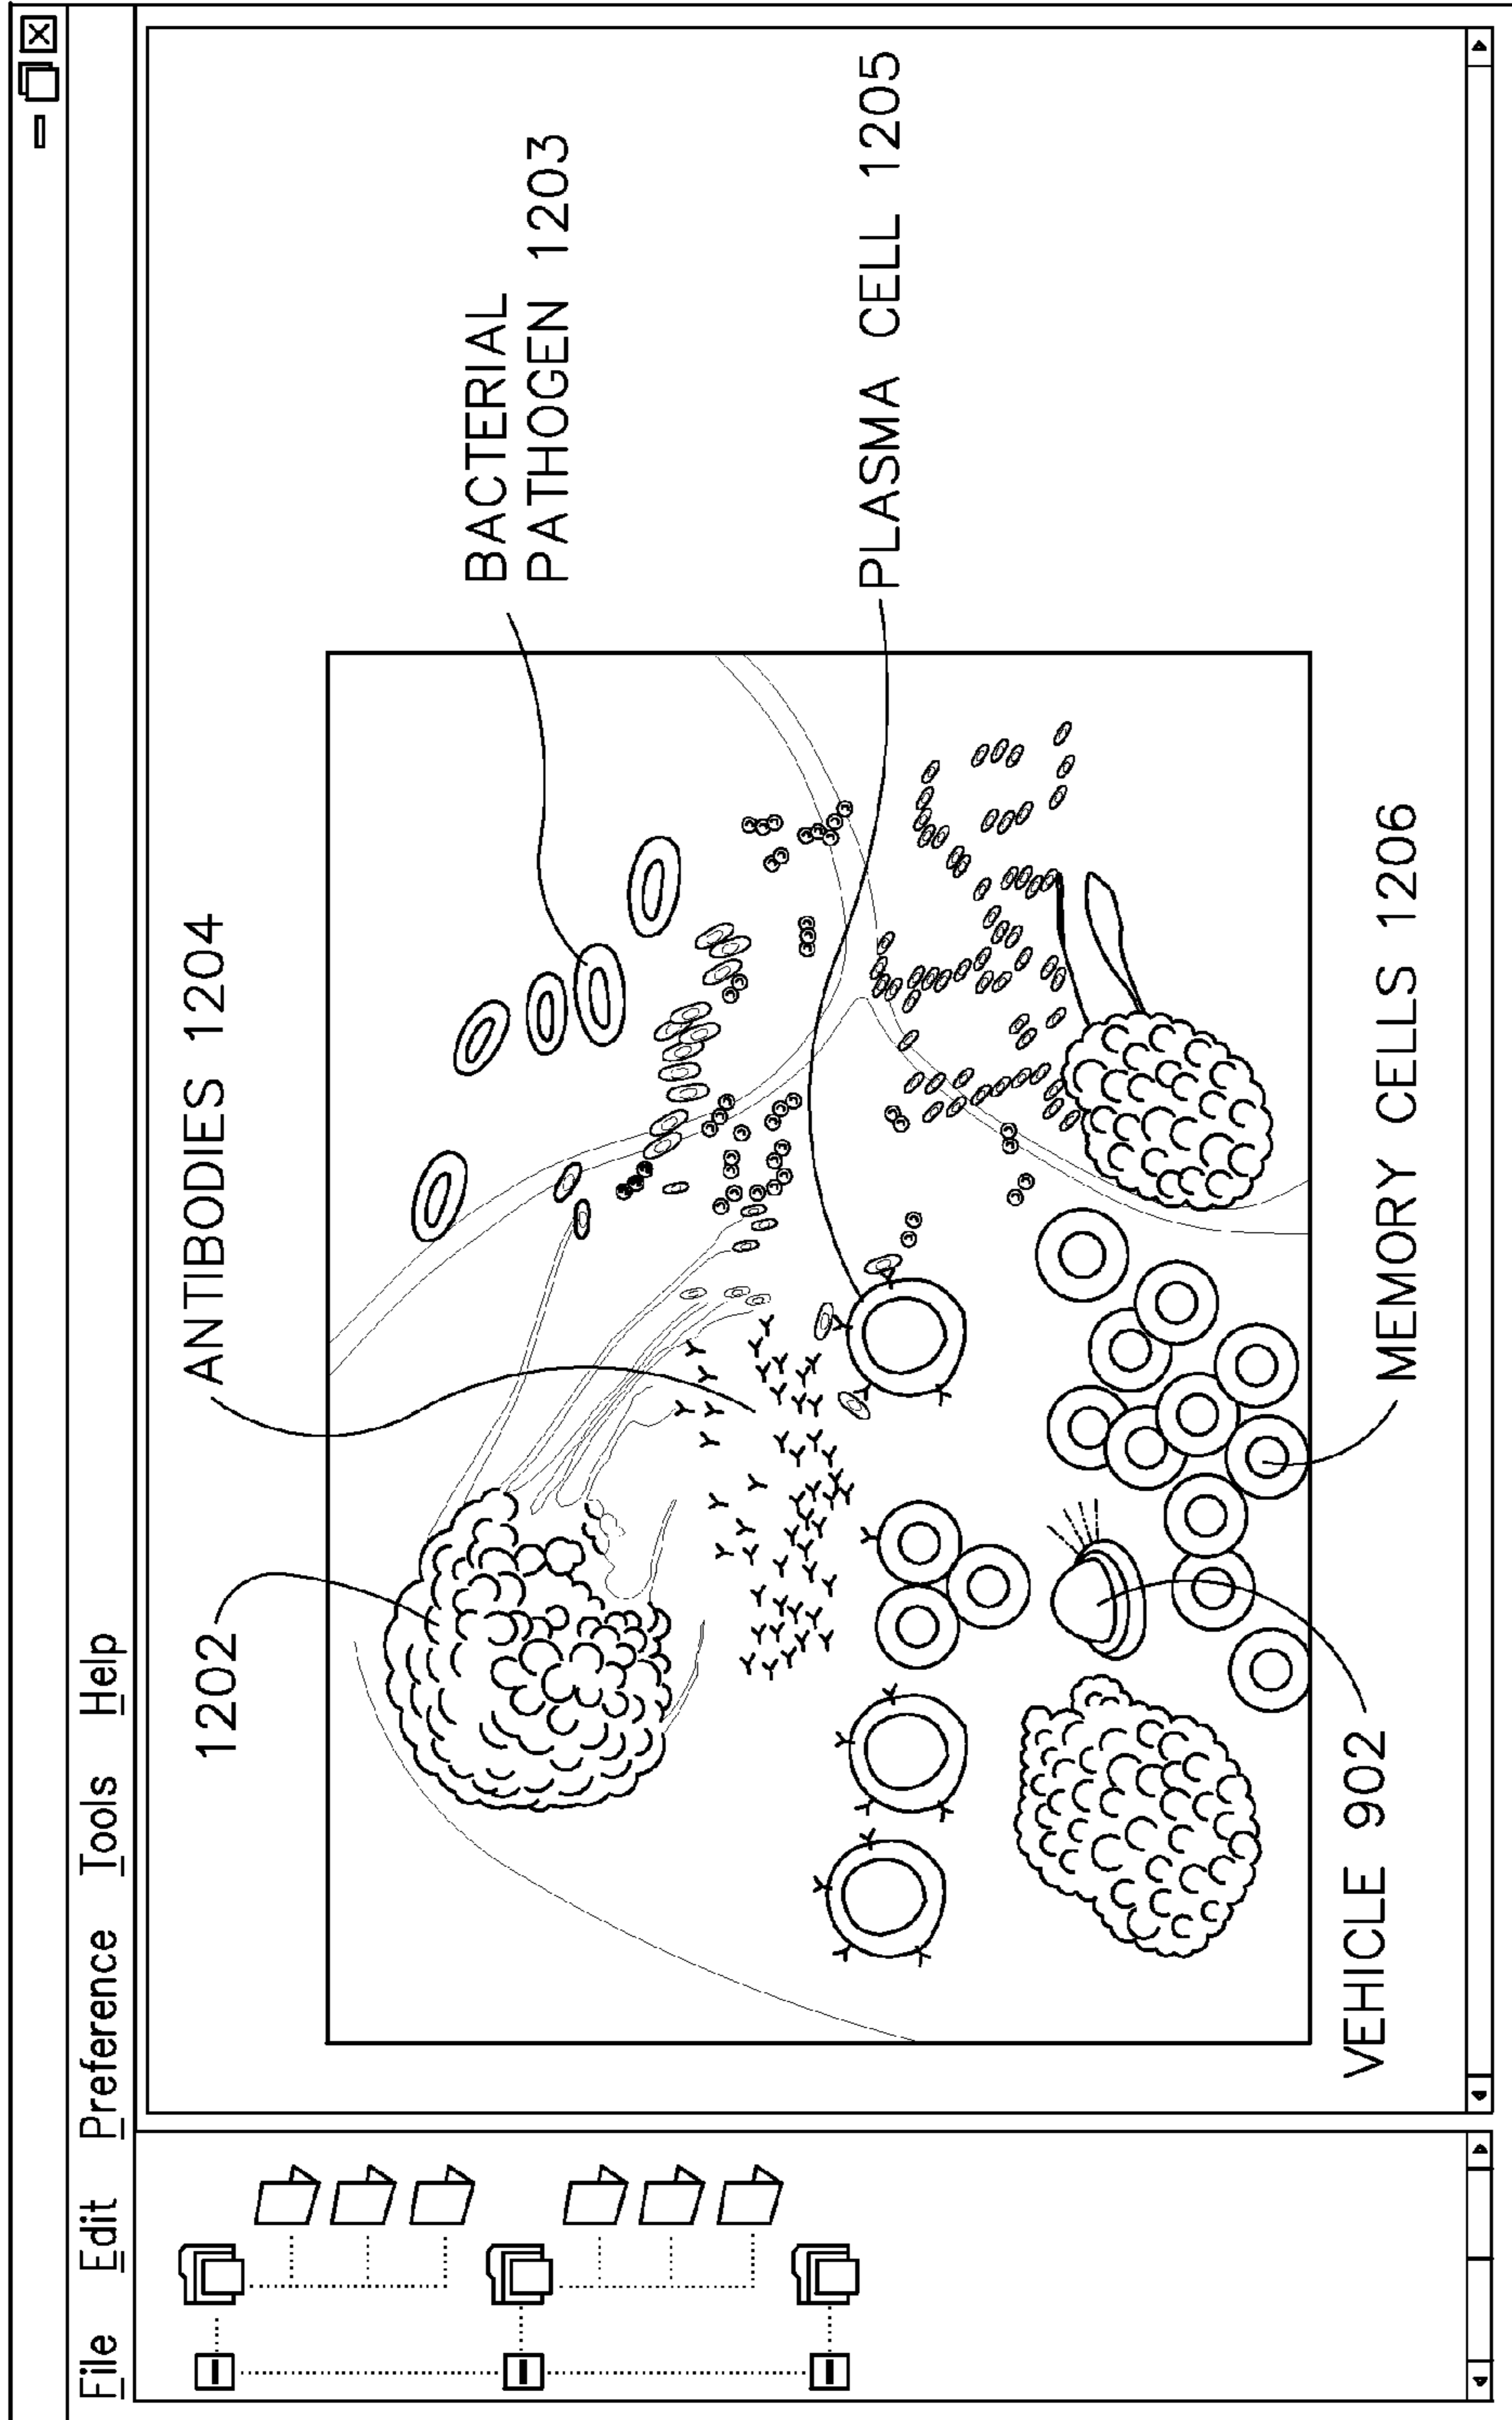 File Edit Preference Tools Help
1202
ANTIBODIES 1204
BACTERIAL
PATHOGEN 1203
PLASMA CELL 1205
VEHICLE 902
MEMORY CELLS 1206